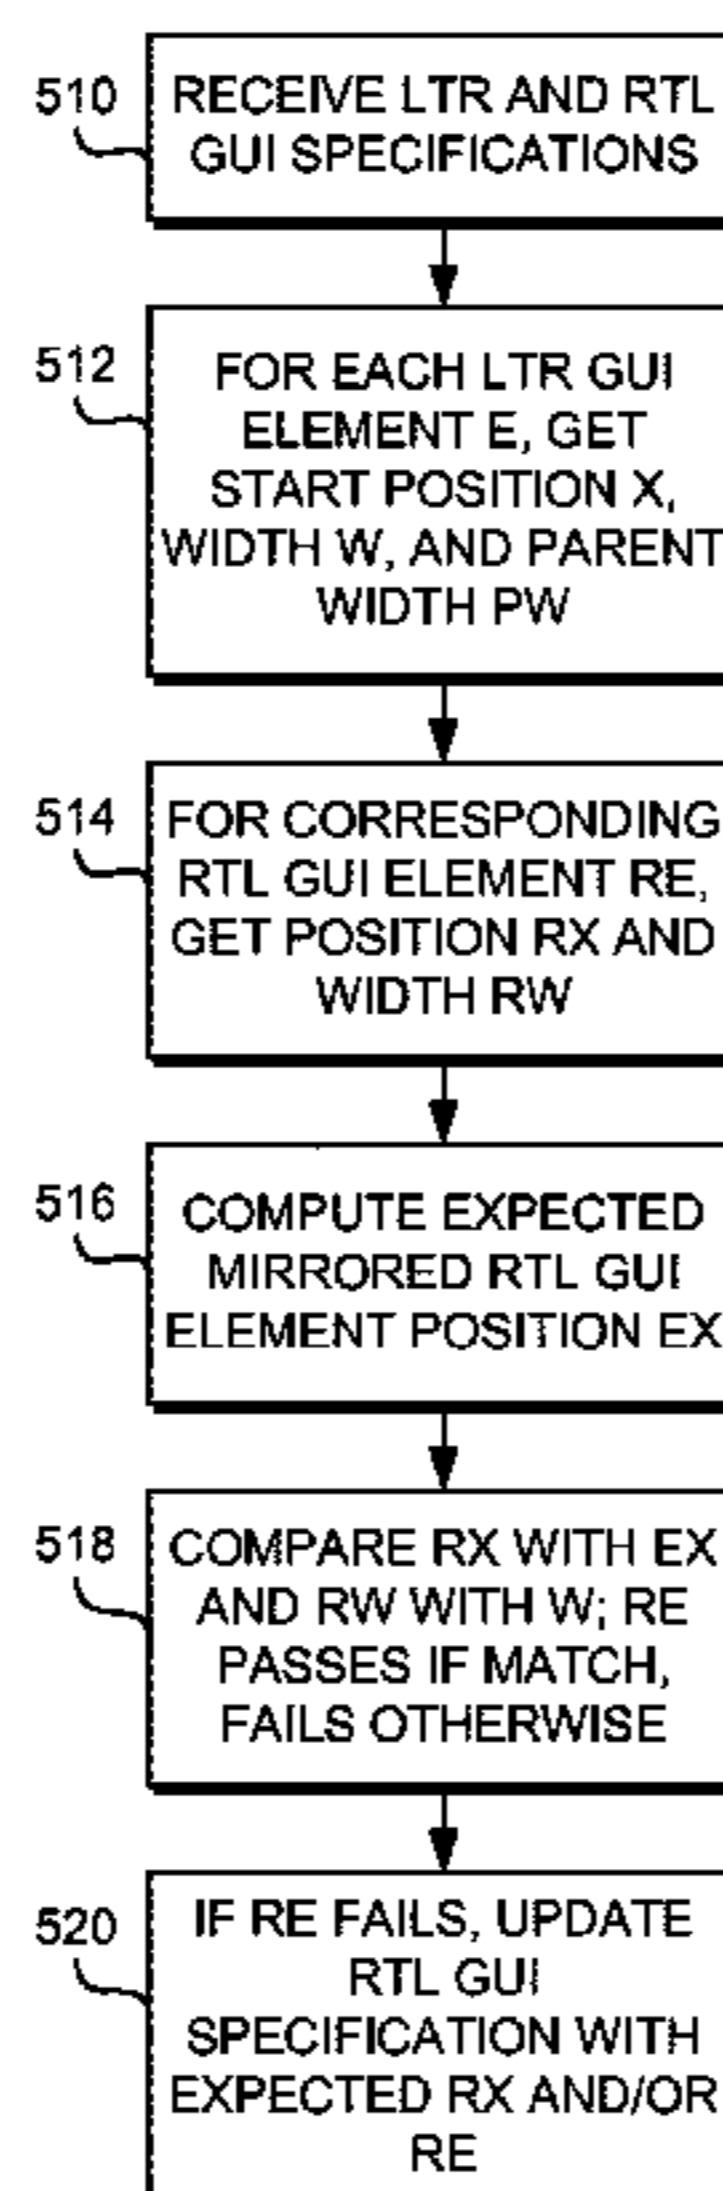 510
RECEIVE LTR AND RTL
GUI SPECIFICATIONS
512
FOR EACH LTR GUI
ELEMENT E, GET
START POSITION X,
WIDTH W, AND PARENT
WIDTH PW
514
FOR CORRESPONDING
RTL GUI ELEMENT RE,
GET POSITION RX AND
WIDTH RW
516
COMPUTE EXPECTED
MIRRORED RTL GUI
ELEMENT POSITION EX
518
COMPARE RX WITH EX
AND RW WITH W; RE
PASSES IF MATCH,
FAILS OTHERWISE
520
IF RE FAILS, UPDATE
RTL GUI
SPECIFICATION WITH
EXPECTED RX AND/OR
RE